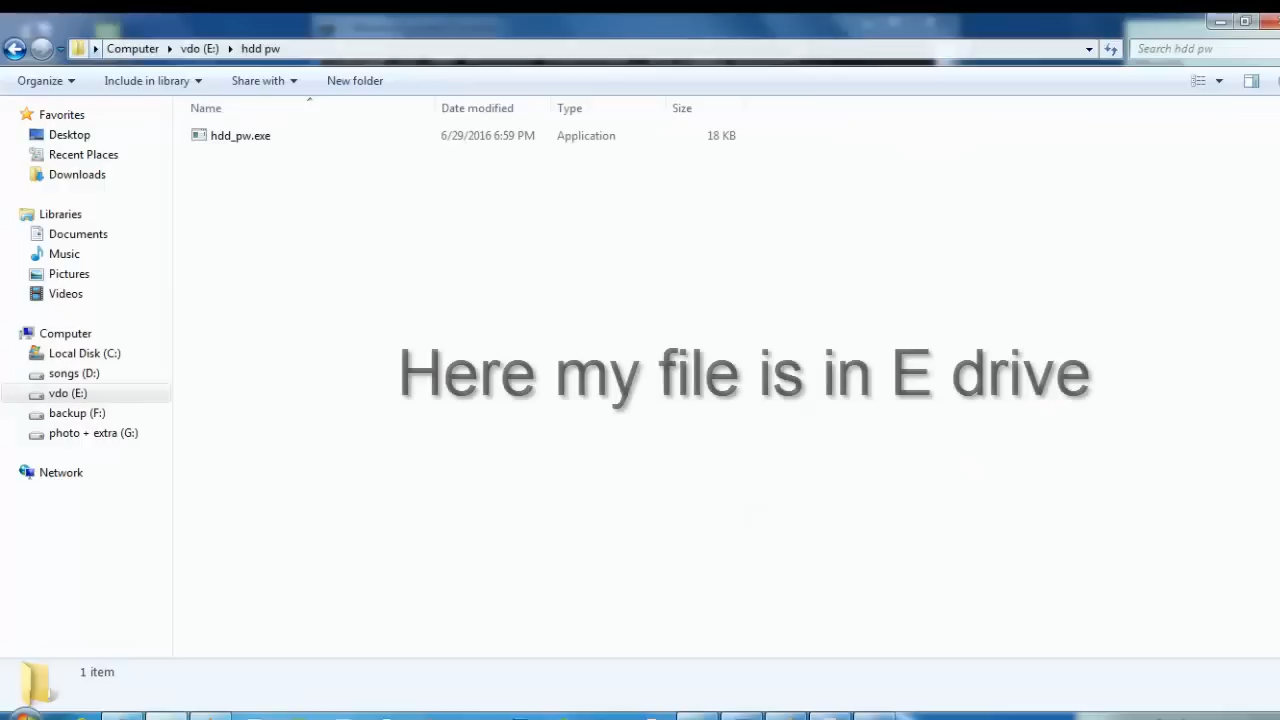 Computer vdo (E:) hdd pw
Search hdd pw
Organize Include in library Share with New folder
Name Date modified Type Size
hdd_pw.exe 6/29/2016 6:59 PM Application 18 KB
Favorites
Desktop
Recent Places
Downloads
Libraries
Documents
Music
Pictures
Videos
Computer
Local Disk (C:)
songs (D:)
vdo (E:)
backup (F:)
photo + extra (G:)
Network
Here my file is in E drive
1 item